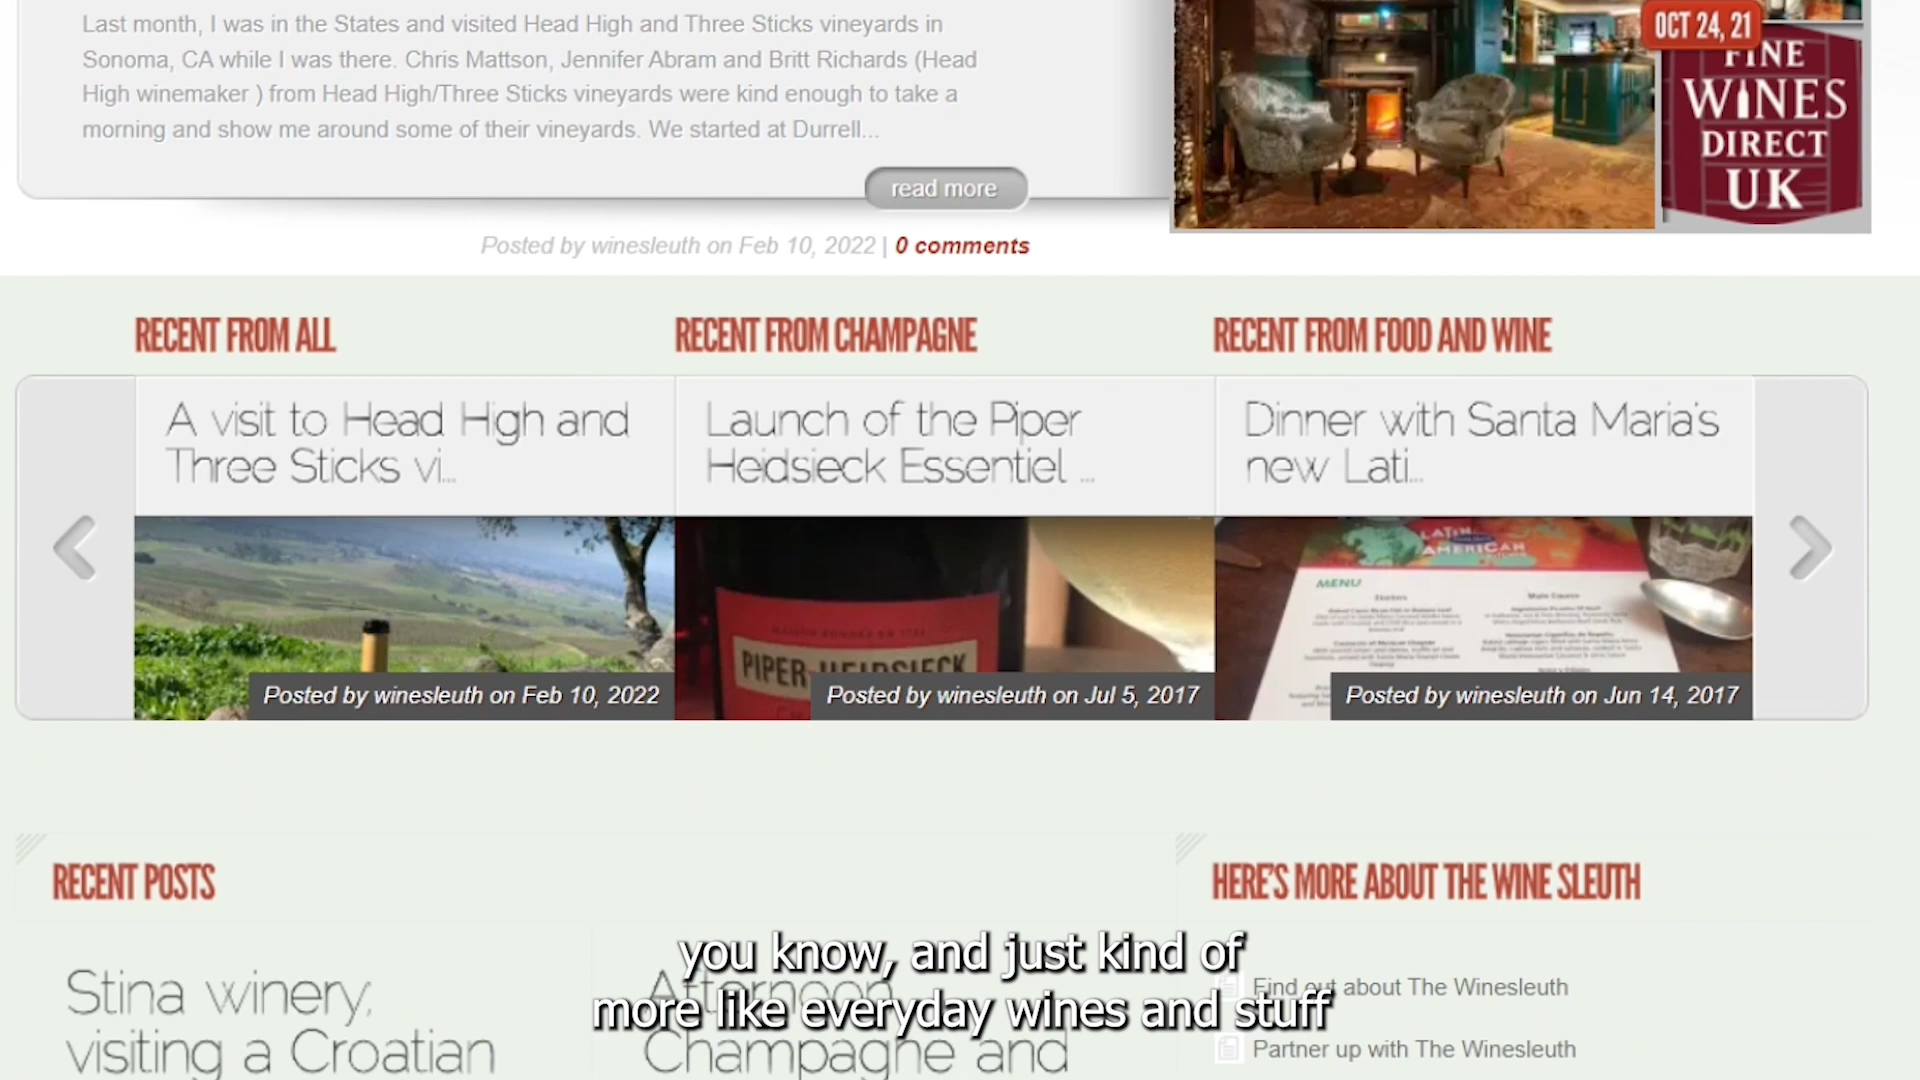 Last month, I was in the States and visited Head High and Three Sticks vineyards in
Sonoma, CA while I was there. Chris Mattson, Jennifer Abram and Britt Richards (Head
High winemaker ) from Head High/Three Sticks vineyards were kind enough to take a
morning and show me around some of their vineyards. We started at Durrell...
read more
Posted by winesleuth on Feb 10, 2022 | 0 comments
OCT 24, 21
FINE
WINES
DIRECT
UK
RECENT FROM ALL
RECENT FROM CHAMPAGNE
RECENT FROM FOOD AND WINE
A visit to Head High and
Three Sticks vi...
Launch of the Piper
Heidsieck Essentiel ...
Dinner with Santa Maria's
new Lati...
PIPER-HEIDSIECK
LATIN
AMERICAN
MENU
Starters
Main Course
Posted by winesleuth on Feb 10, 2022
Posted by winesleuth on Jul 5, 2017
Posted by winesleuth on Jun 14, 2017
RECENT POSTS
HERE'S MORE ABOUT THE WINE SLEUTH
Stina winery,
visiting a Croatian
Afternoon
Champagne and
Find out about The Winesleuth
Partner up with The Winesleuth
you know, and just kind of
more like everyday wines and stuff